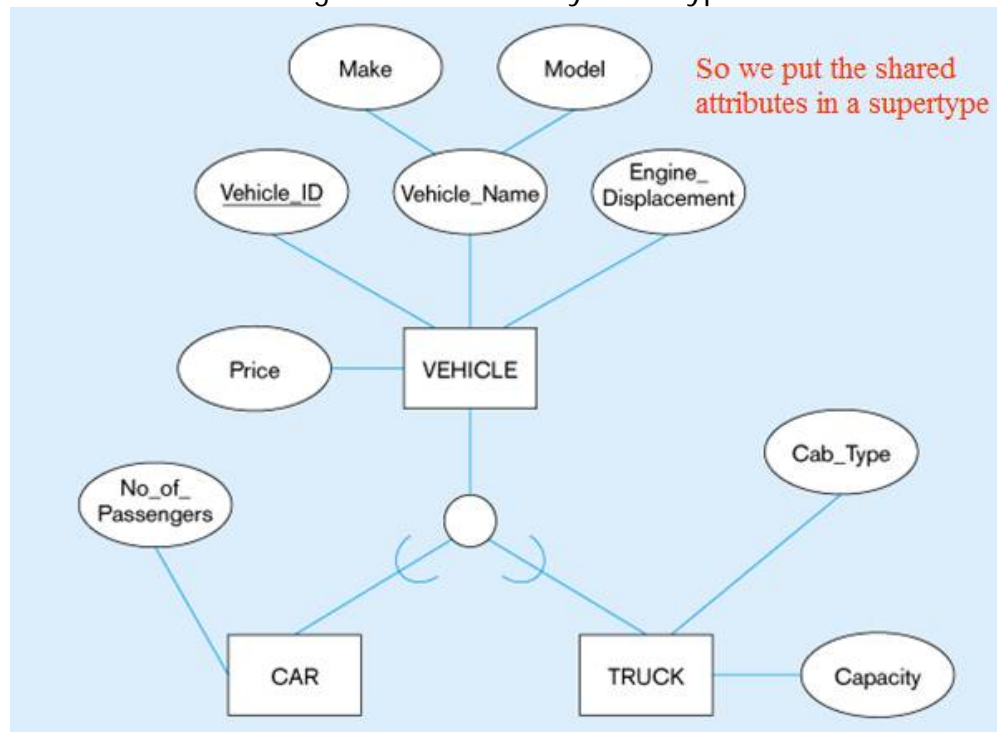 Make
Model
So we put the shared
attributes in a supertype
Vehicle_ID
Vehicle_Name
Engine_
Displacement
Price
VEHICLE
Cab_Type
No_of_
Passengers
CAR
TRUCK
Capacity